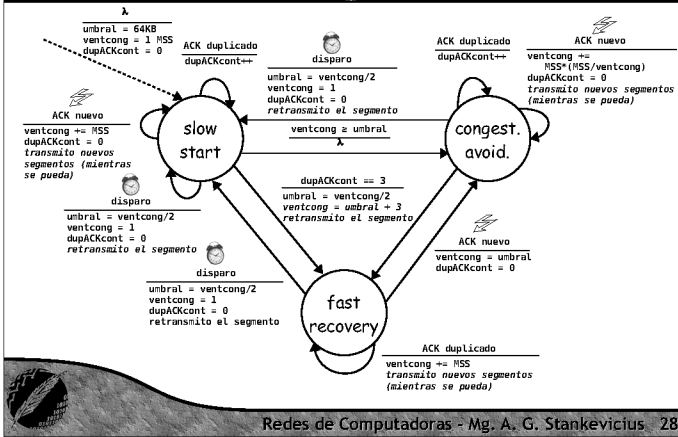 λ
umbral = 64KB
ventcong = 1 MSS
dupACKcont = 0
ACK duplicado
dupACKcont++
disparo
umbral = ventcong/2
ventcong = 1
dupACKcont = 0
retransmito el segmento
ACK duplicado
dupACKcont++
ACK nuevo
ventcong +=
MSS*(MSS/ventcong)
dupACKcont = 0
transmito nuevos segmentos
(mientras se pueda)
ACK nuevo
ventcong += MSS
dupACKcont = 0
transmito nuevos
segmentos (mientras
se pueda)
slow
start
ventcong ≥ umbral
λ
congest.
avoid.
disparo
umbral = ventcong/2
ventcong = 1
dupACKcont = 0
retransmito el segmento
dupACKcont == 3
umbral = ventcong/2
ventcong = umbral + 3
retransmito el segmento
ACK nuevo
ventcong = umbral
dupACKcont = 0
disparo
umbral = ventcong/2
ventcong = 1
dupACKcont = 0
retransmito el segmento
fast
recovery
ACK duplicado
ventcong += MSS
transmito nuevos segmentos
(mientras se pueda)
Redes de Computadoras - Mg. A. G. Stankevicius 28